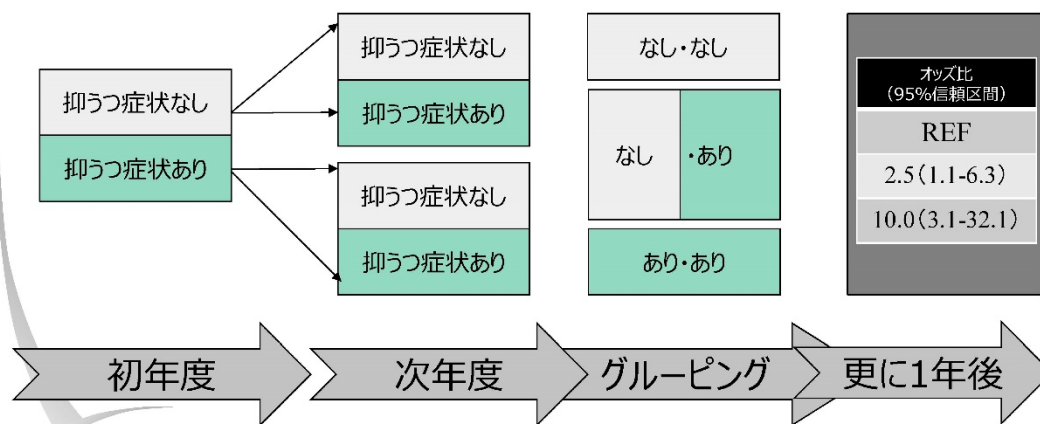 抑うつ症状なし
抑うつ症状あり
抑うつ症状なし
抑うつ症状あり
抑うつ症状なし
抑うつ症状あり
なし・なし
なし ・あり
あり・あり
オッズ比
(95%信頼区間)
REF
2.5(1.1-6.3)
10.0(3.1-32.1)
初年度
次年度
グルーピング
更に1年後